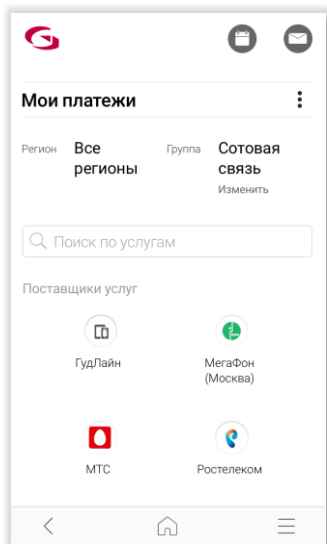 Мои платежи
Регион Все регионы
Группа Сотовая связь
Изменить
Поиск по услугам
Поставщики услуг
ГудЛайн
МегаФон (Москва)
МТС
Ростелеком